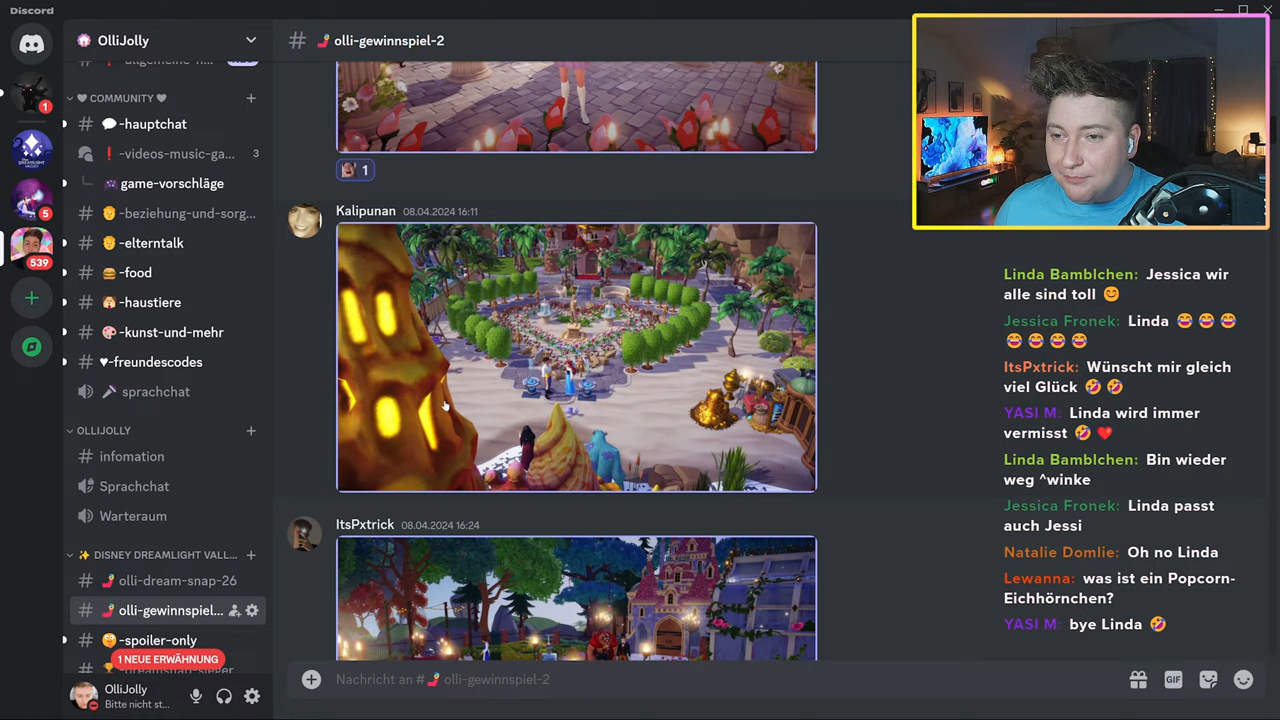 Discord
OlliJolly
COMMUNITY
-hauptchat
-videos-music-ga... 3
game-vorschläge
-beziehung-und-sorg...
-elterntalk
-food
-haustiere
-kunst-und-mehr
-freundescodes
sprachchat
OLLIJOLLY
infomation
Sprachchat
Warteraum
✨ DISNEY DREAMLIGHT VALL...
olli-dream-snap-26
olli-gewinnspiel...
-spoiler-only
1 NEUE ERWÄHNUNG
OlliJolly
Bitte nicht st...
1
5
539
# olli-gewinnspiel-2
1
Kalipunan 08.04.2024 16:11
ItsPxtrick 08.04.2024 16:24
Nachricht an # olli-gewinnspiel-2
GIF
Linda Bamblchen: Jessica wir
alle sind toll 😊
Jessica Fronek: Linda 😂 😂 😂
😂 😂 😂 😂
ItsPxtrick: Wünscht mir gleich
viel Glück 🤣 🤣
YASI M: Linda wird immer
vermisst 🤣 ❤️
Linda Bamblchen: Bin wieder
weg ^winke
Jessica Fronek: Linda passt
auch Jessi
Natalie Domlie: Oh no Linda
Lewanna: was ist ein Popcorn-
Eichhörnchen?
YASI M: bye Linda 🤣